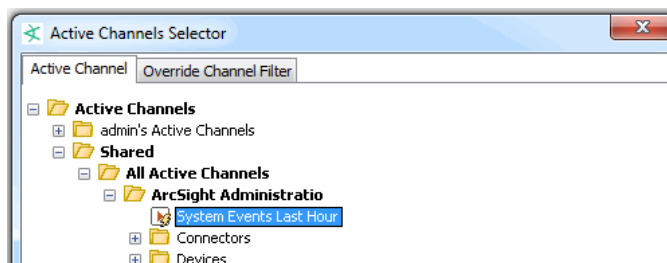 Active Channels Selector
Active Channel Override Channel Filter
Active Channels
admin's Active Channels
Shared
All Active Channels
ArcSight Administratio
System Events Last Hour
Connectors
Devices